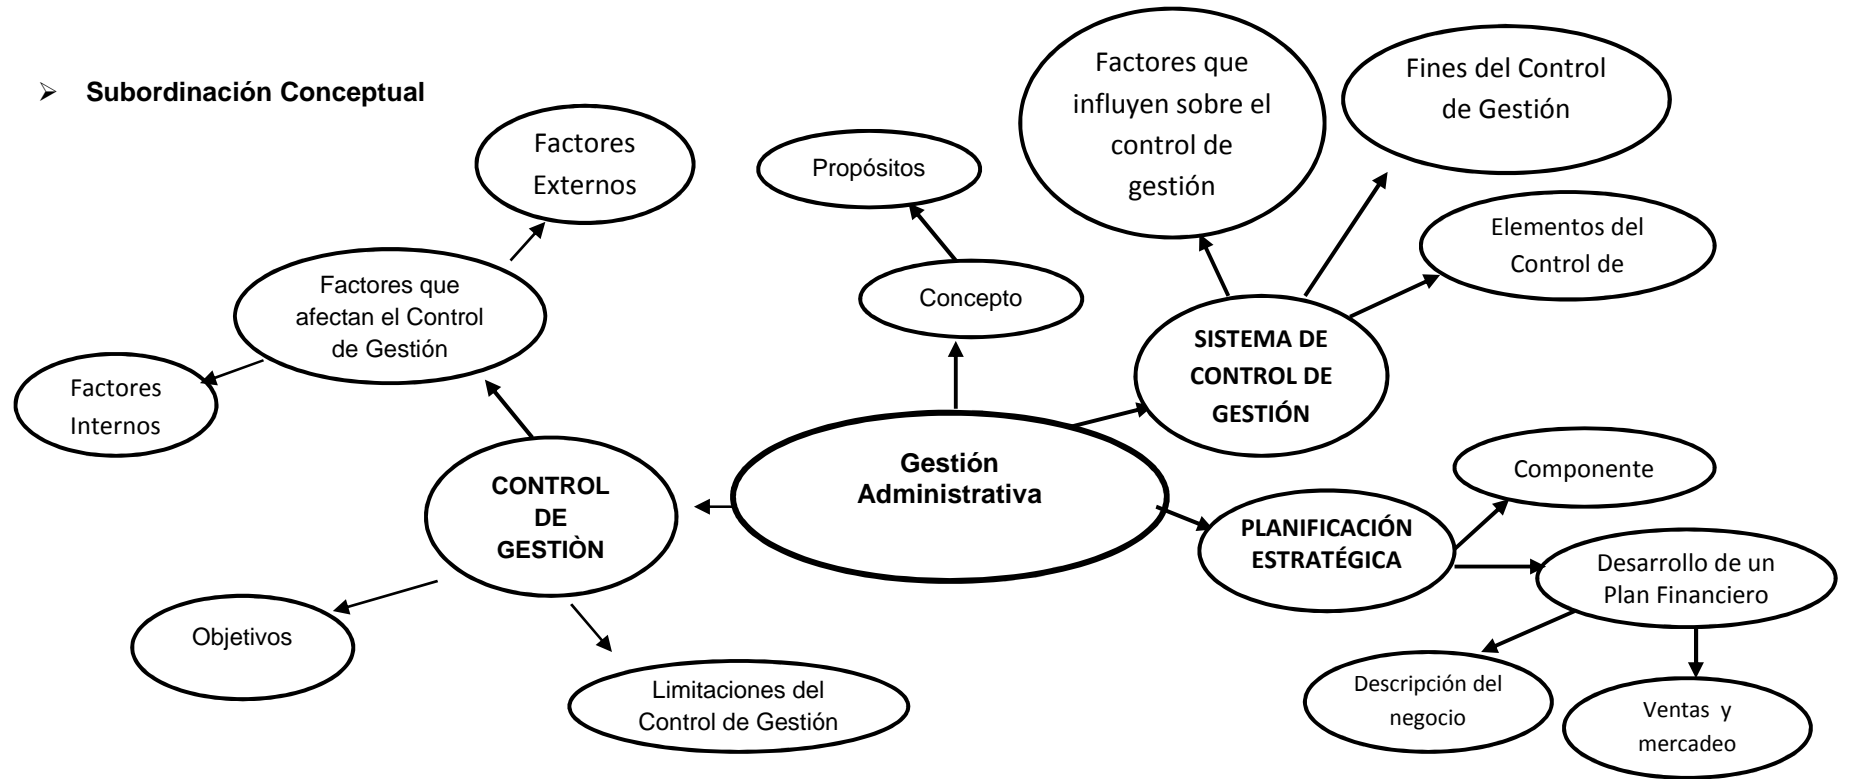 ➢ Subordinación Conceptual
Factores que
influyen sobre el
control de
gestión
Fines del Control
de Gestión
Factores
Externos
Propósitos
Elementos del
Control de
Factores que
afectan el Control
de Gestión
Concepto
SISTEMA DE
CONTROL DE
GESTIÓN
Factores
Internos
Gestión
Administrativa
CONTROL
DE
GESTIÒN
Componente
PLANIFICACIÓN
ESTRATÉGICA
Desarrollo de un
Plan Financiero
Objetivos
Limitaciones del
Control de Gestión
Descripción del
negocio
Ventas y
mercadeo